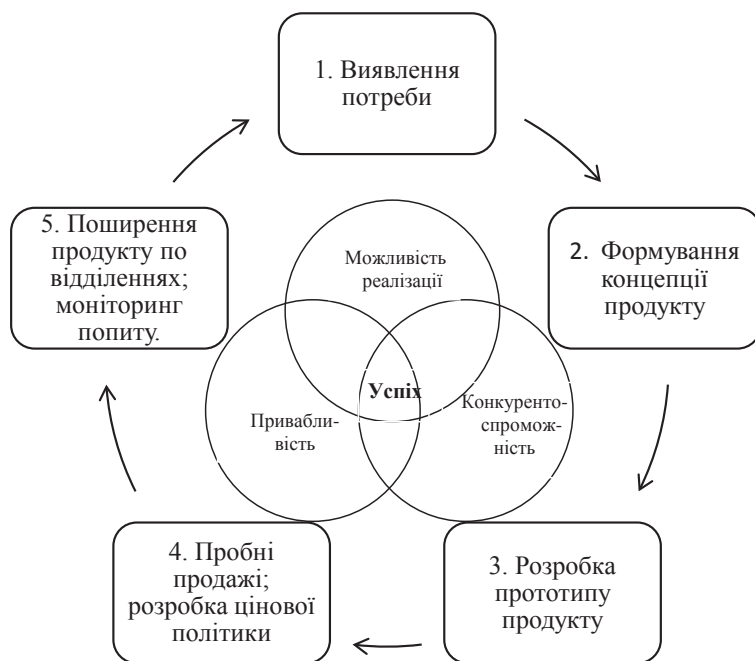 1. Виявлення
потреби
2. Формування
концепції
продукту
3. Розробка
прототипу
продукту
4. Пробні
продажі;
розробка цінової
політики
5. Поширення
продукту по
відділеннях;
моніторинг
попиту.
Можливість
реалізації
Успіх
Привабли-
вість
Конкуренто-
спромож-
ність